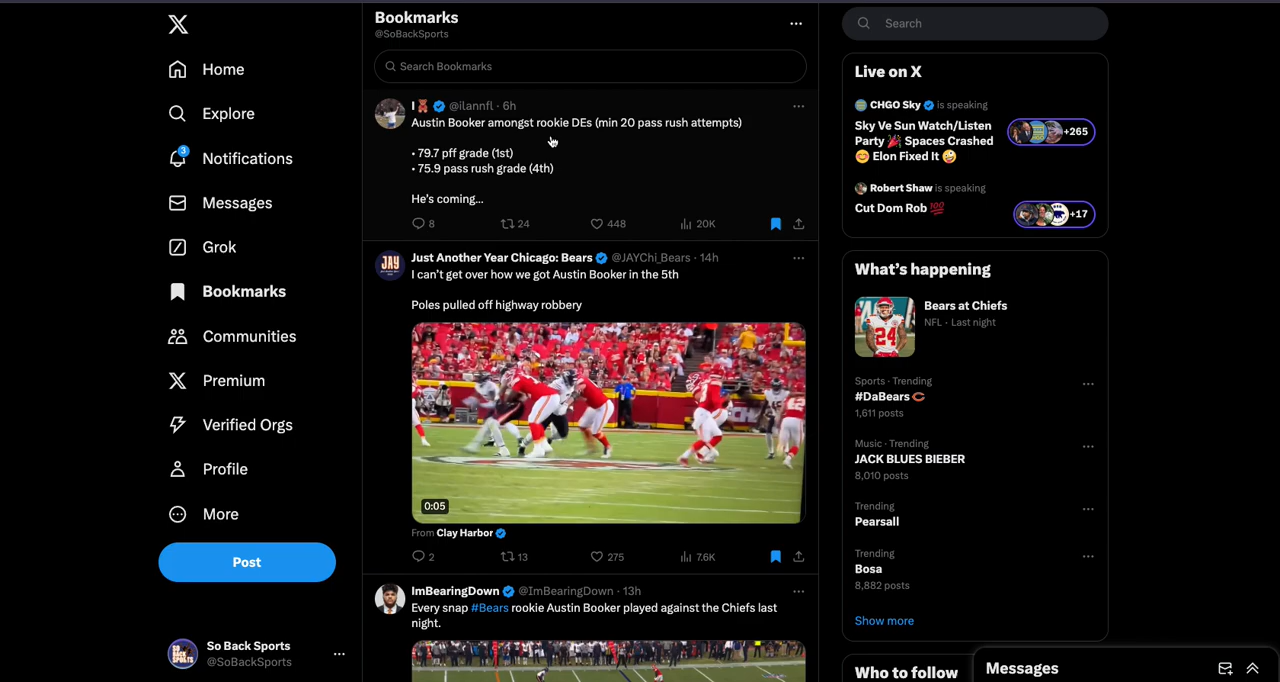 Home
Explore
3
Notifications
Messages
Grok
Bookmarks
Communities
Premium
Verified Orgs
Profile
More
Post
So Back Sports
@SoBackSports
Bookmarks
@SoBackSports
Search Bookmarks
I🧸 @ilannfl · 6h
Austin Booker amongst rookie DEs (min 20 pass rush attempts)
• 79.7 pff grade (1st)
• 75.9 pass rush grade (4th)
He's coming...
8 24 448 20K
JAY
Just Another Year Chicago: Bears @JAYChi_Bears · 14h
I can't get over how we got Austin Booker in the 5th
Poles pulled off highway robbery
0:05
From Clay Harbor
2 13 275 7.6K
ImBearingDown @ImBearingDown · 13h
Every snap #Bears rookie Austin Booker played against the Chiefs last
night.
Search
Live on X
CHGO Sky is speaking
Sky Ve Sun Watch/Listen
Party 🎉 Spaces Crashed
😊 Elon Fixed It 🤪
+265
Robert Shaw is speaking
Cut Dom Rob 💯
+17
What's happening
Bears at Chiefs
NFL · Last night
Sports · Trending
#DaBears
1,611 posts
Music · Trending
JACK BLUES BIEBER
8,010 posts
Trending
Pearsall
Trending
Bosa
8,882 posts
Show more
Who to follow
Messages